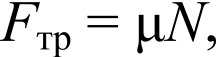 Fтр = μN,